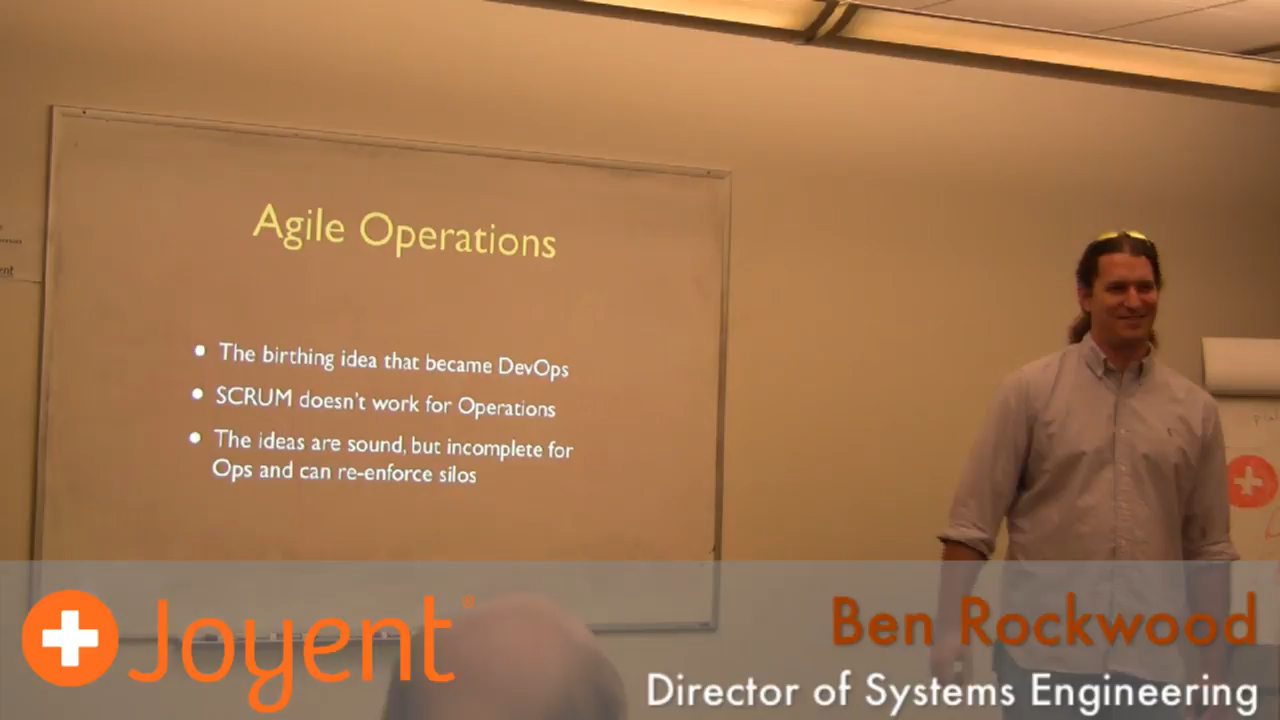 Agile Operations
The birthing idea that became DevOps
SCRUM doesn't work for Operations
The ideas are sound, but incomplete for
Ops and can re-enforce silos
Joyent®
Ben Rockwood
Director of Systems Engineering